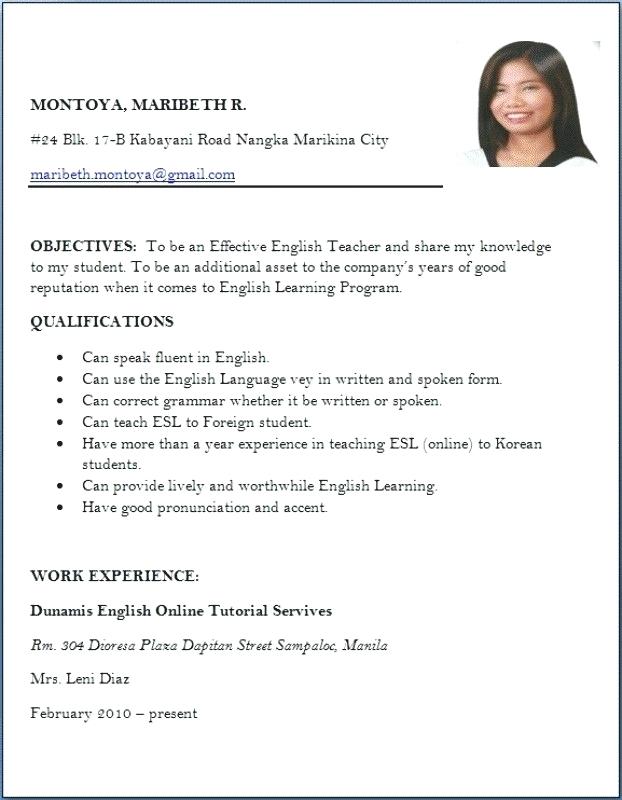 MONTOYA, MARIBETH R.
#24 Blk. 17-B Kabayani Road Nangka Marikina City
maribeth.montoya@gmail.com
OBJECTIVES: To be an Effective English Teacher and share my knowledge
to my student. To be an additional asset to the company's years of good
reputation when it comes to English Learning Program.
QUALIFICATIONS
• Can speak fluent in English.
• Can use the English Language vey in written and spoken form.
• Can correct grammar whether it be written or spoken.
• Can teach ESL to Foreign student.
• Have more than a year experience in teaching ESL (online) to Korean
students.
• Can provide lively and worthwhile English Learning.
• Have good pronunciation and accent.
WORK EXPERIENCE:
Dunamis English Online Tutorial Servives
Rm. 304 Dioresa Plaza Dapitan Street Sampaloc, Manila
Mrs. Leni Diaz
February 2010 – present